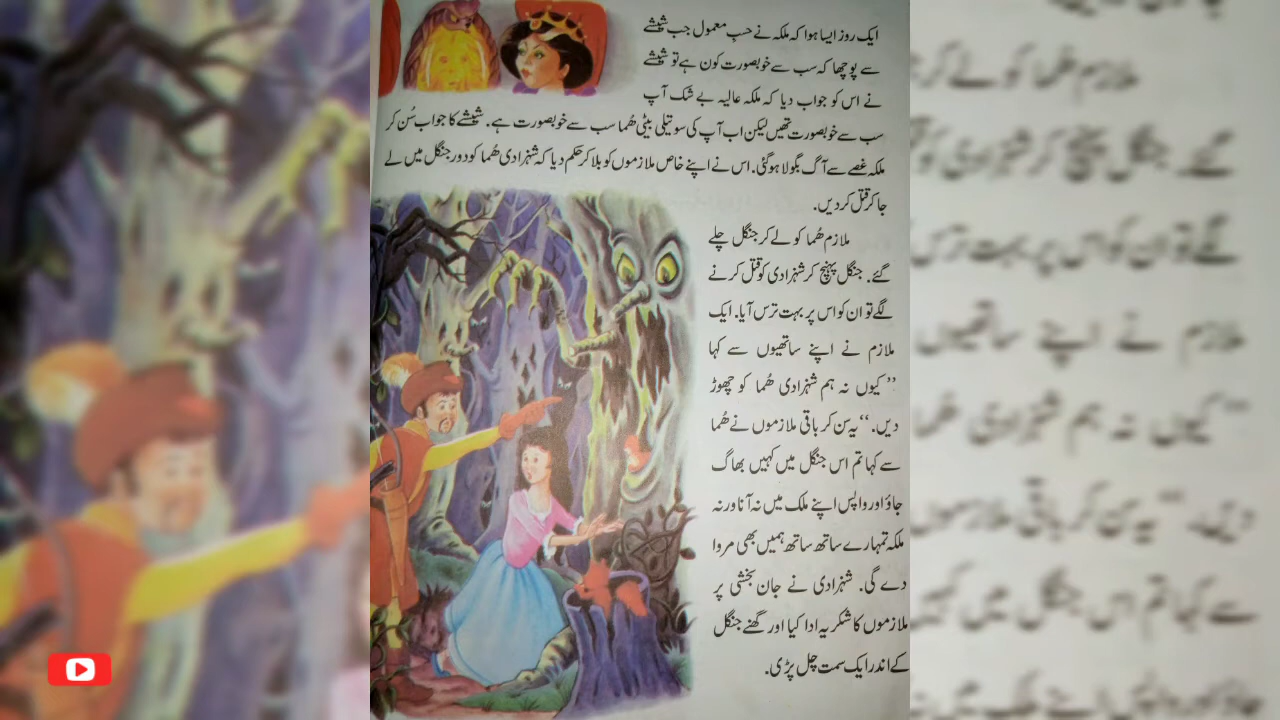 ایک روز ایسا ہوا کہ ملکہ نے حسبِ معمول جب شیشے
سے پوچھا کہ سب سے خوبصورت کون ہے تو شیشے
نے اس کو جواب دیا کہ ملکہ عالیہ بے شک آپ
سب سے خوبصورت تھیں لیکن اب آپ کی سوتیلی بیٹی ھُما سب سے خوبصورت ہے۔ شیشے کا جواب سُن کر
ملکہ غصے سے آگ بگولا ہو گئی۔ اس نے اپنے خاص ملازموں کو بلا کر حکم دیا کہ شہزادی ھُما کو دور جنگل میں لے
جا کر قتل کر دیں۔
ملازم ھُما کو لے کر جنگل چلے
گئے۔ جنگل پہنچ کر شہزادی کو قتل کرنے
لگے تو ان کو اس پر بہت ترس آیا۔ ایک
ملازم نے اپنے ساتھیوں سے کہا
”کیوں نہ ہم شہزادی ھُما کو چھوڑ
دیں۔“ یہ سن کر باقی ملازموں نے ھُما
سے کہا تم اس جنگل میں کہیں بھاگ
جاؤ اور واپس اپنے ملک میں نہ آنا ورنہ
ملکہ تمہارے ساتھ ساتھ ہمیں بھی مروا
دے گی۔ شہزادی نے جان بخشی پر
ملازموں کا شکریہ ادا کیا اور گھنے جنگل
کے اندر ایک سمت چل پڑی۔